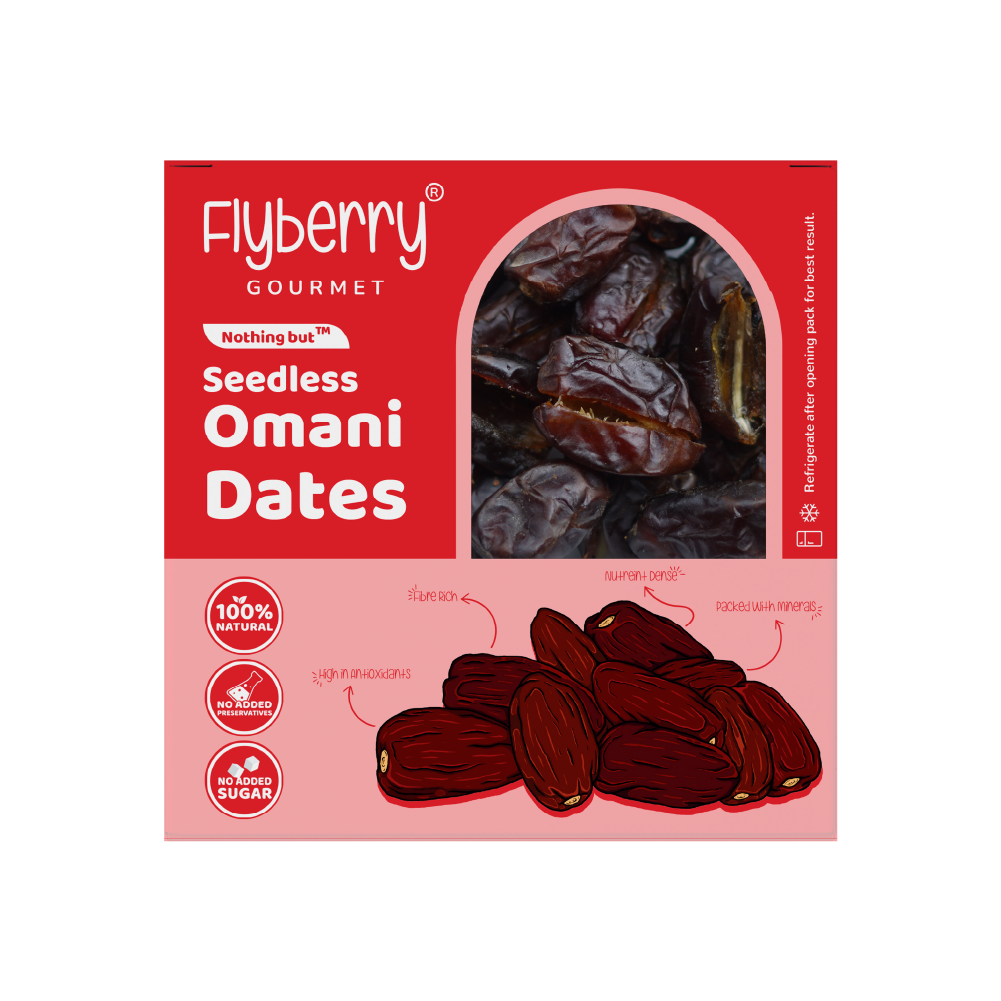 Flyberry®
GOURMET
Nothing but™
Seedless
Omani
Dates
Refrigerate after opening pack for best result.
100%
NATURAL
NO ADDED
PRESERVATIVES
NO ADDED
SUGAR
High in Antioxidants
Fibre Rich
Nutreint Dense
Packed With Minerals